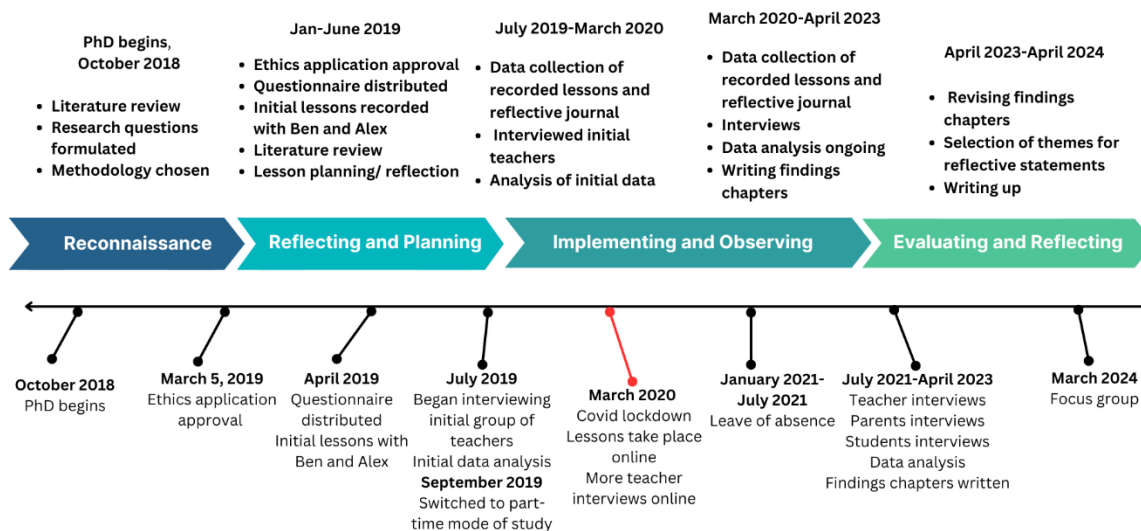 PhD begins,
October 2018
• Literature review
• Research questions
formulated
• Methodology chosen
Jan-June 2019
• Ethics application approval
• Questionnaire distributed
• Initial lessons recorded
with Ben and Alex
• Literature review
• Lesson planning/ reflection
July 2019-March 2020
• Data collection of
recorded lessons and
reflective journal
• Interviewed initial
teachers
• Analysis of initial data
March 2020-April 2023
• Data collection of
recorded lessons and
reflective journal
• Interviews
• Data analysis ongoing
• Writing findings
chapters
April 2023-April 2024
• Revising findings
chapters
• Selection of themes for
reflective statements
• Writing up
Reconnaissance
Reflecting and Planning
Implementing and Observing
Evaluating and Reflecting
October 2018
PhD begins
March 5, 2019
Ethics application
approval
April 2019
Questionnaire
distributed
Initial lessons with
Ben and Alex
July 2019
Began interviewing
initial group of
teachers
Initial data analysis
September 2019
Switched to part-
time mode of study
March 2020
Covid lockdown
Lessons take place
online
More teacher
interviews online
January 2021-
July 2021
Leave of absence
July 2021-April 2023
Teacher interviews
Parents interviews
Students interviews
Data analysis
Findings chapters written
March 2024
Focus group